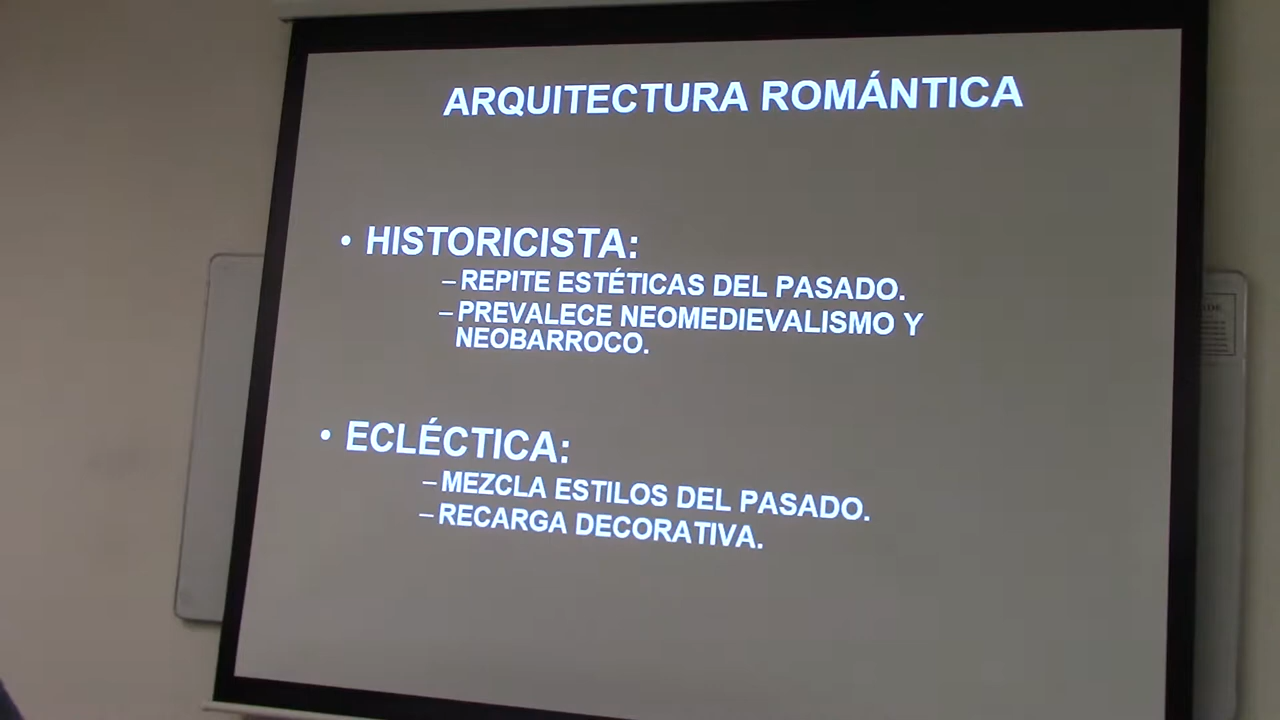 ARQUITECTURA ROMÁNTICA
• HISTORICISTA:
–REPITE ESTÉTICAS DEL PASADO.
–PREVALECE NEOMEDIEVALISMO Y
NEOBARROCO.
• ECLÉCTICA:
–MEZCLA ESTILOS DEL PASADO.
–RECARGA DECORATIVA.